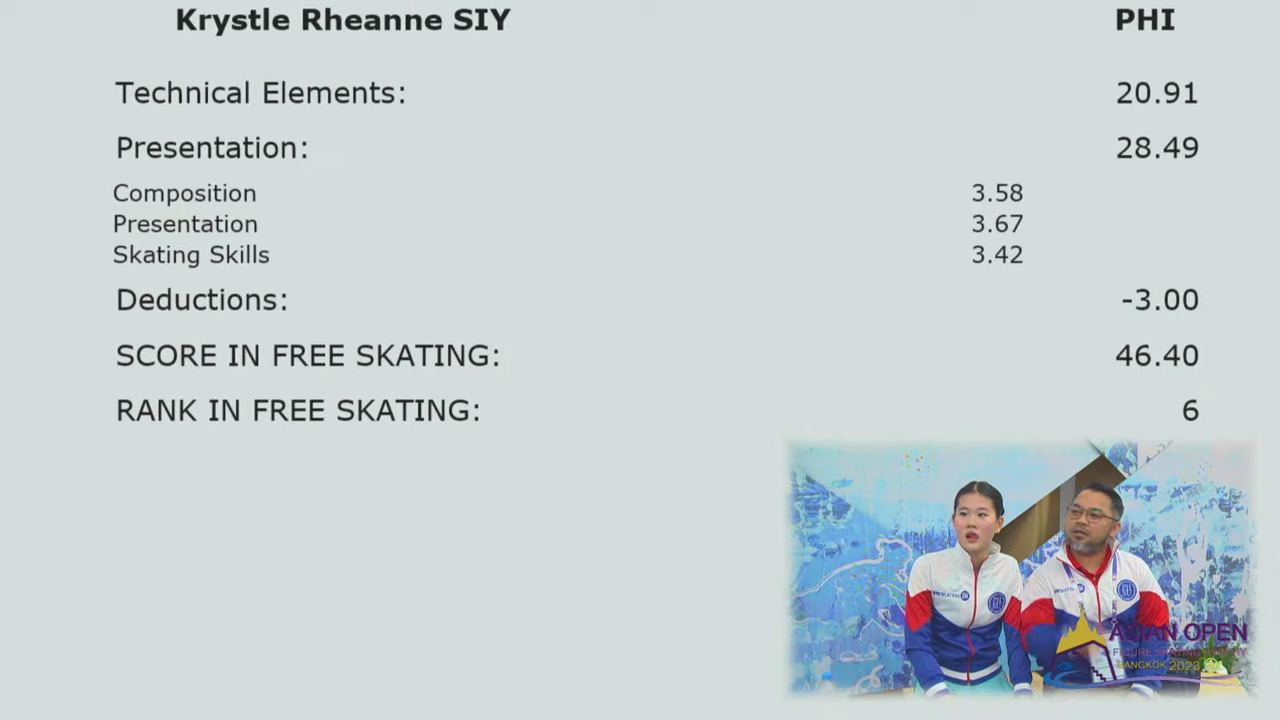 Krystle Rheanne SIY PHI
Technical Elements: 20.91
Presentation: 28.49
Composition 3.58
Presentation 3.67
Skating Skills 3.42
Deductions: -3.00
SCORE IN FREE SKATING: 46.40
RANK IN FREE SKATING: 6
ASIAN OPEN
FIGURE SKATING
BANGKOK 2023